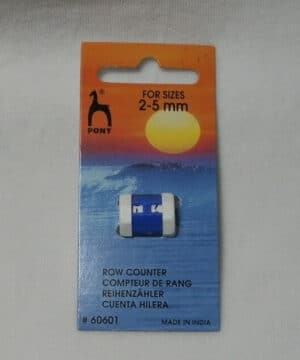 FOR SIZES
2-5 mm
PONY
ROW COUNTER
COMPTEUR DE RANG
REIHENZÄHLER
CUENTA HILERA
# 60601
MADE IN INDIA